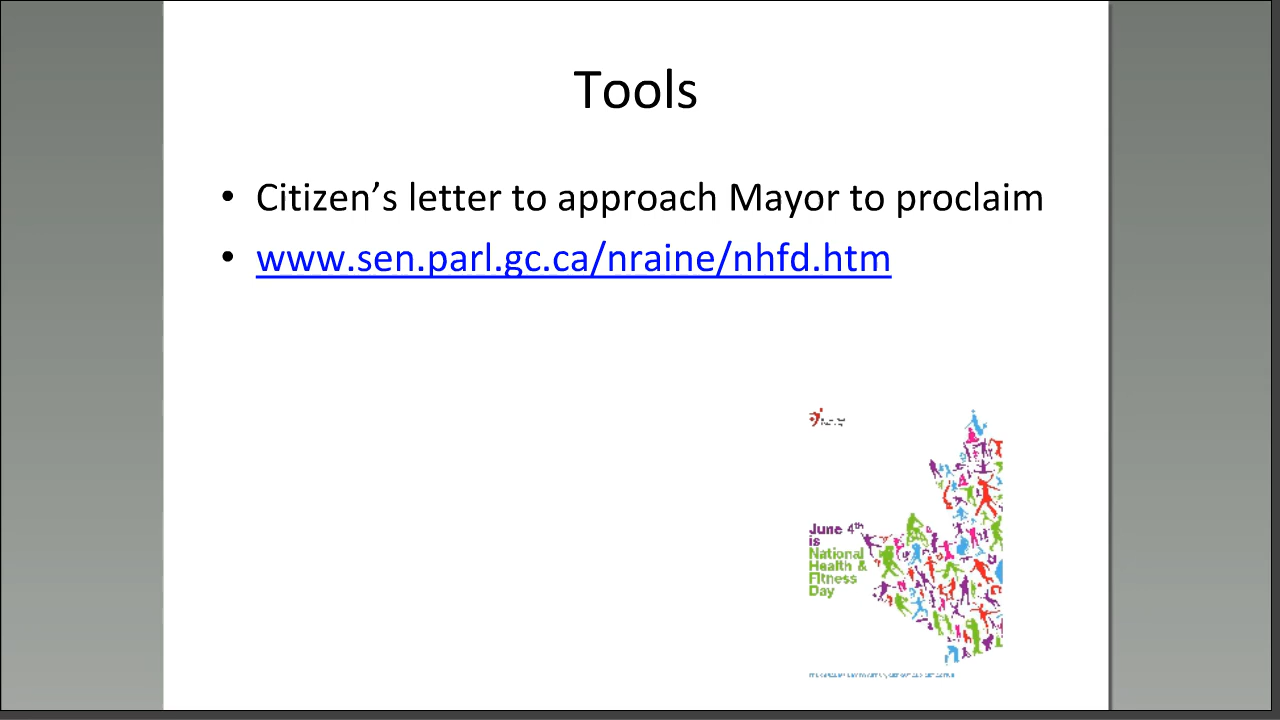 Tools
• Citizen’s letter to approach Mayor to proclaim
• www.sen.parl.gc.ca/nraine/nhfd.htm
June 4th
is
National
Health &
Fitness
Day